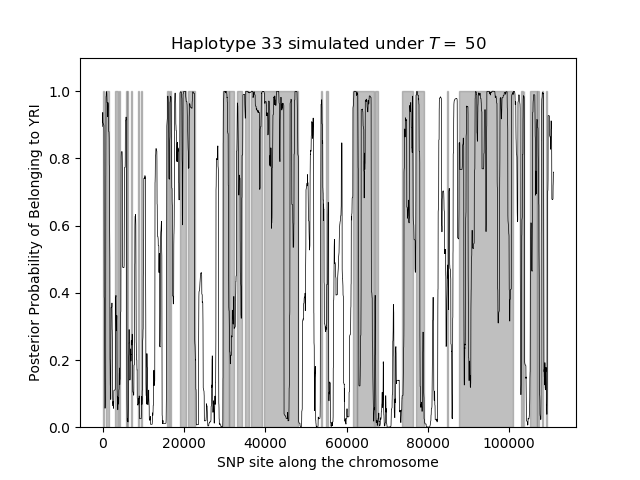 Haplotype 33 simulated under T = 50
Posterior Probability of Belonging to YRI
1.0
0.8
0.6
0.4
0.2
0.0
0 20000 40000 60000 80000 100000
SNP site along the chromosome